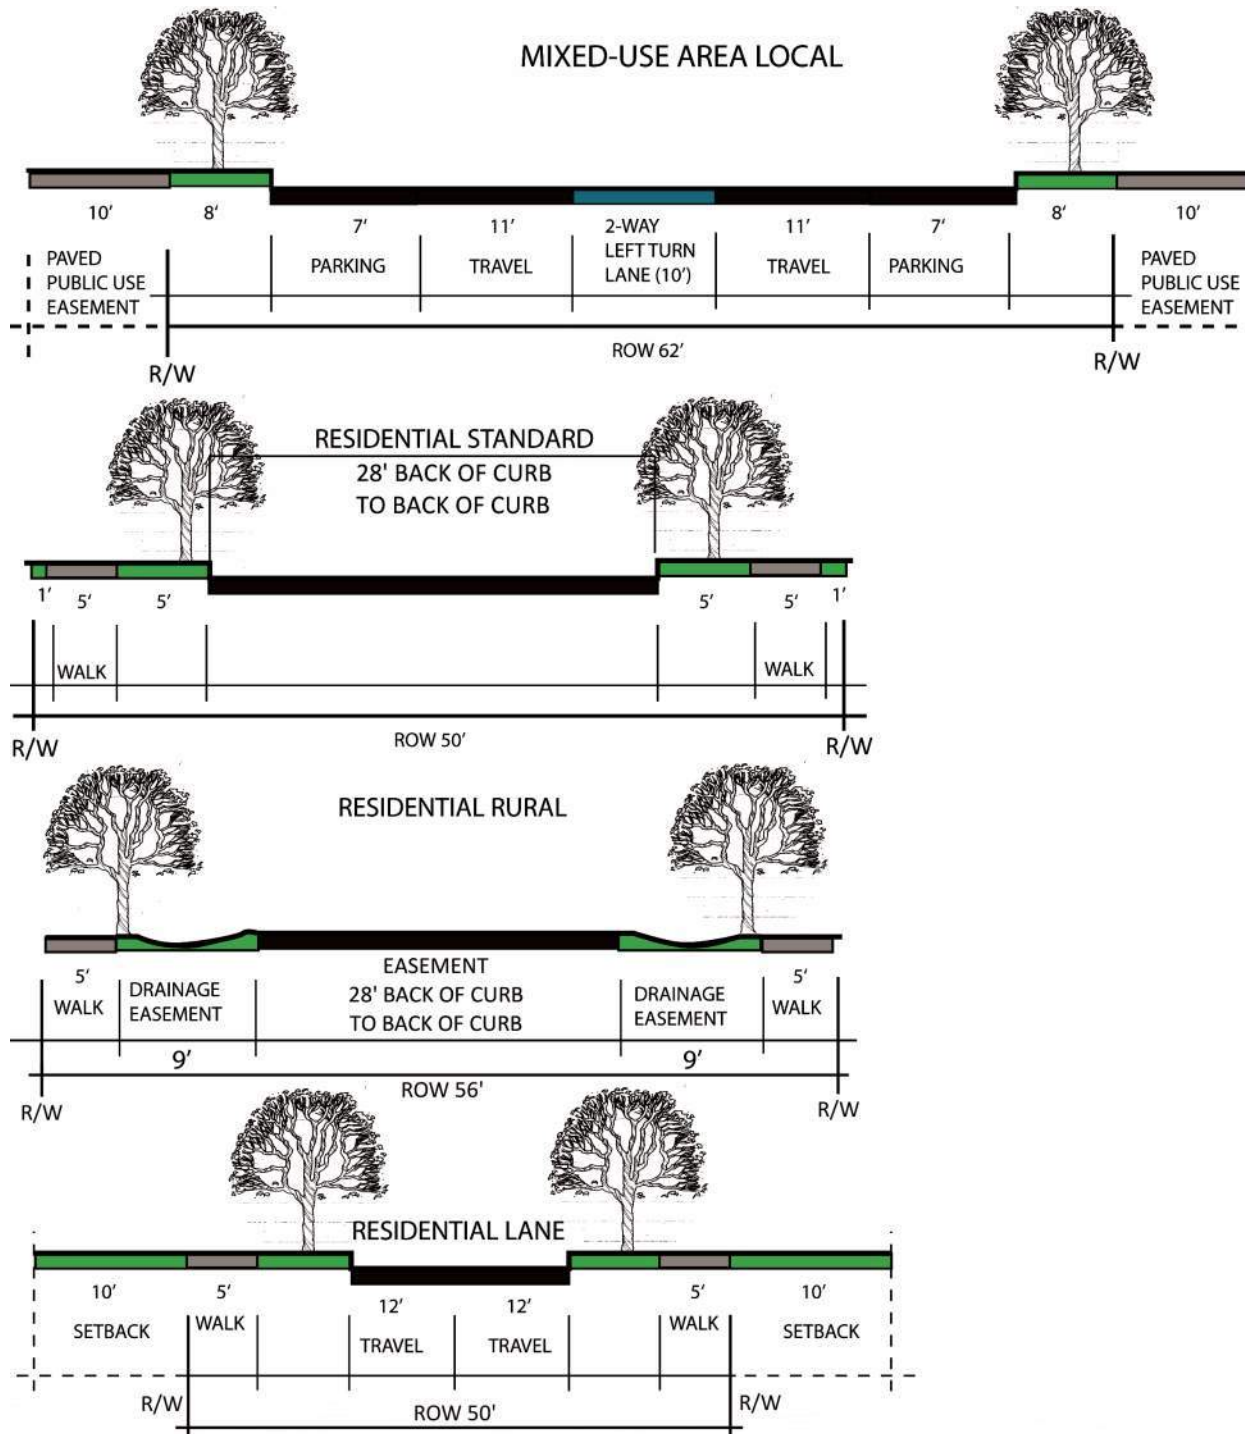 MIXED-USE AREA LOCAL
10’ 8’ 7’ 11’ 2-WAY 11’ 7’ 8’ 10’
LEFT TURN
LANE (10’)
PAVED
PUBLIC USE
EASEMENT
PARKING TRAVEL TRAVEL PARKING
PAVED
PUBLIC USE
EASEMENT
ROW 62’
R/W R/W
RESIDENTIAL STANDARD
28' BACK OF CURB
TO BACK OF CURB
1’ 5’ 5’ 5’ 5’ 1’
WALK WALK
R/W ROW 50’ R/W
RESIDENTIAL RURAL
5’ 5’
WALK WALK
DRAINAGE
EASEMENT
EASEMENT
28' BACK OF CURB
TO BACK OF CURB
DRAINAGE
EASEMENT
9’ 9’
ROW 56'
R/W R/W
RESIDENTIAL LANE
10’ 5’ 12’ 12’ 5’ 10’
SETBACK WALK TRAVEL TRAVEL WALK SETBACK
R/W R/W
ROW 50'